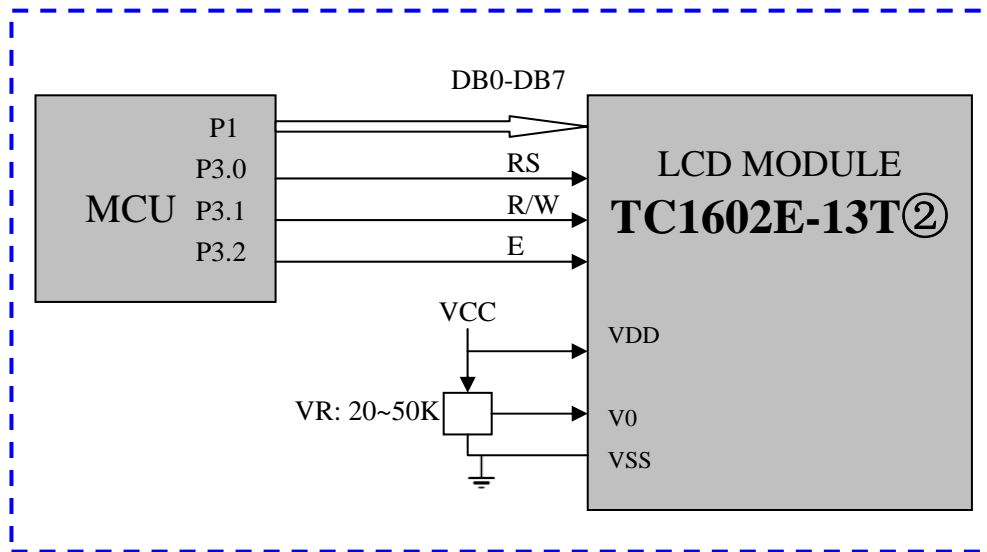 DB0-DB7
P1
P3.0
MCU P3.1
P3.2
RS
R/W
E
LCD MODULE
TC1602E-13T②
VCC
VDD
VR: 20~50K
V0
VSS